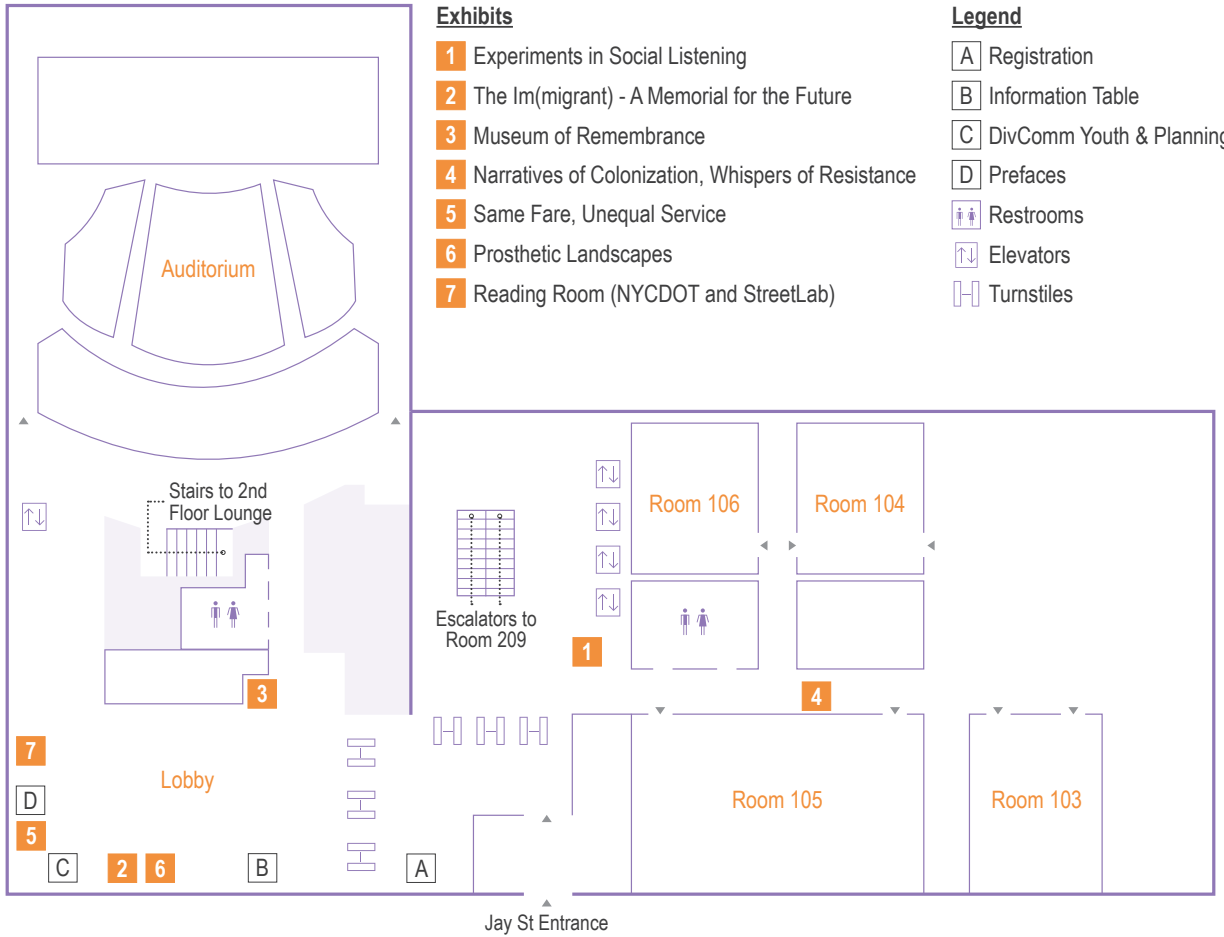 Exhibits
1 Experiments in Social Listening
2 The Im(migrant) - A Memorial for the Future
3 Museum of Remembrance
4 Narratives of Colonization, Whispers of Resistance
5 Same Fare, Unequal Service
6 Prosthetic Landscapes
7 Reading Room (NYCDOT and StreetLab)
Legend
A Registration
B Information Table
C DivComm Youth & Planning
D Prefaces
Restrooms
Elevators
Turnstiles
Auditorium
Stairs to 2nd
Floor Lounge
Escalators to
Room 209
Room 106
Room 104
1
3
4
7
Lobby
D
5
C
2
6
B
A
Room 105
Room 103
Jay St Entrance